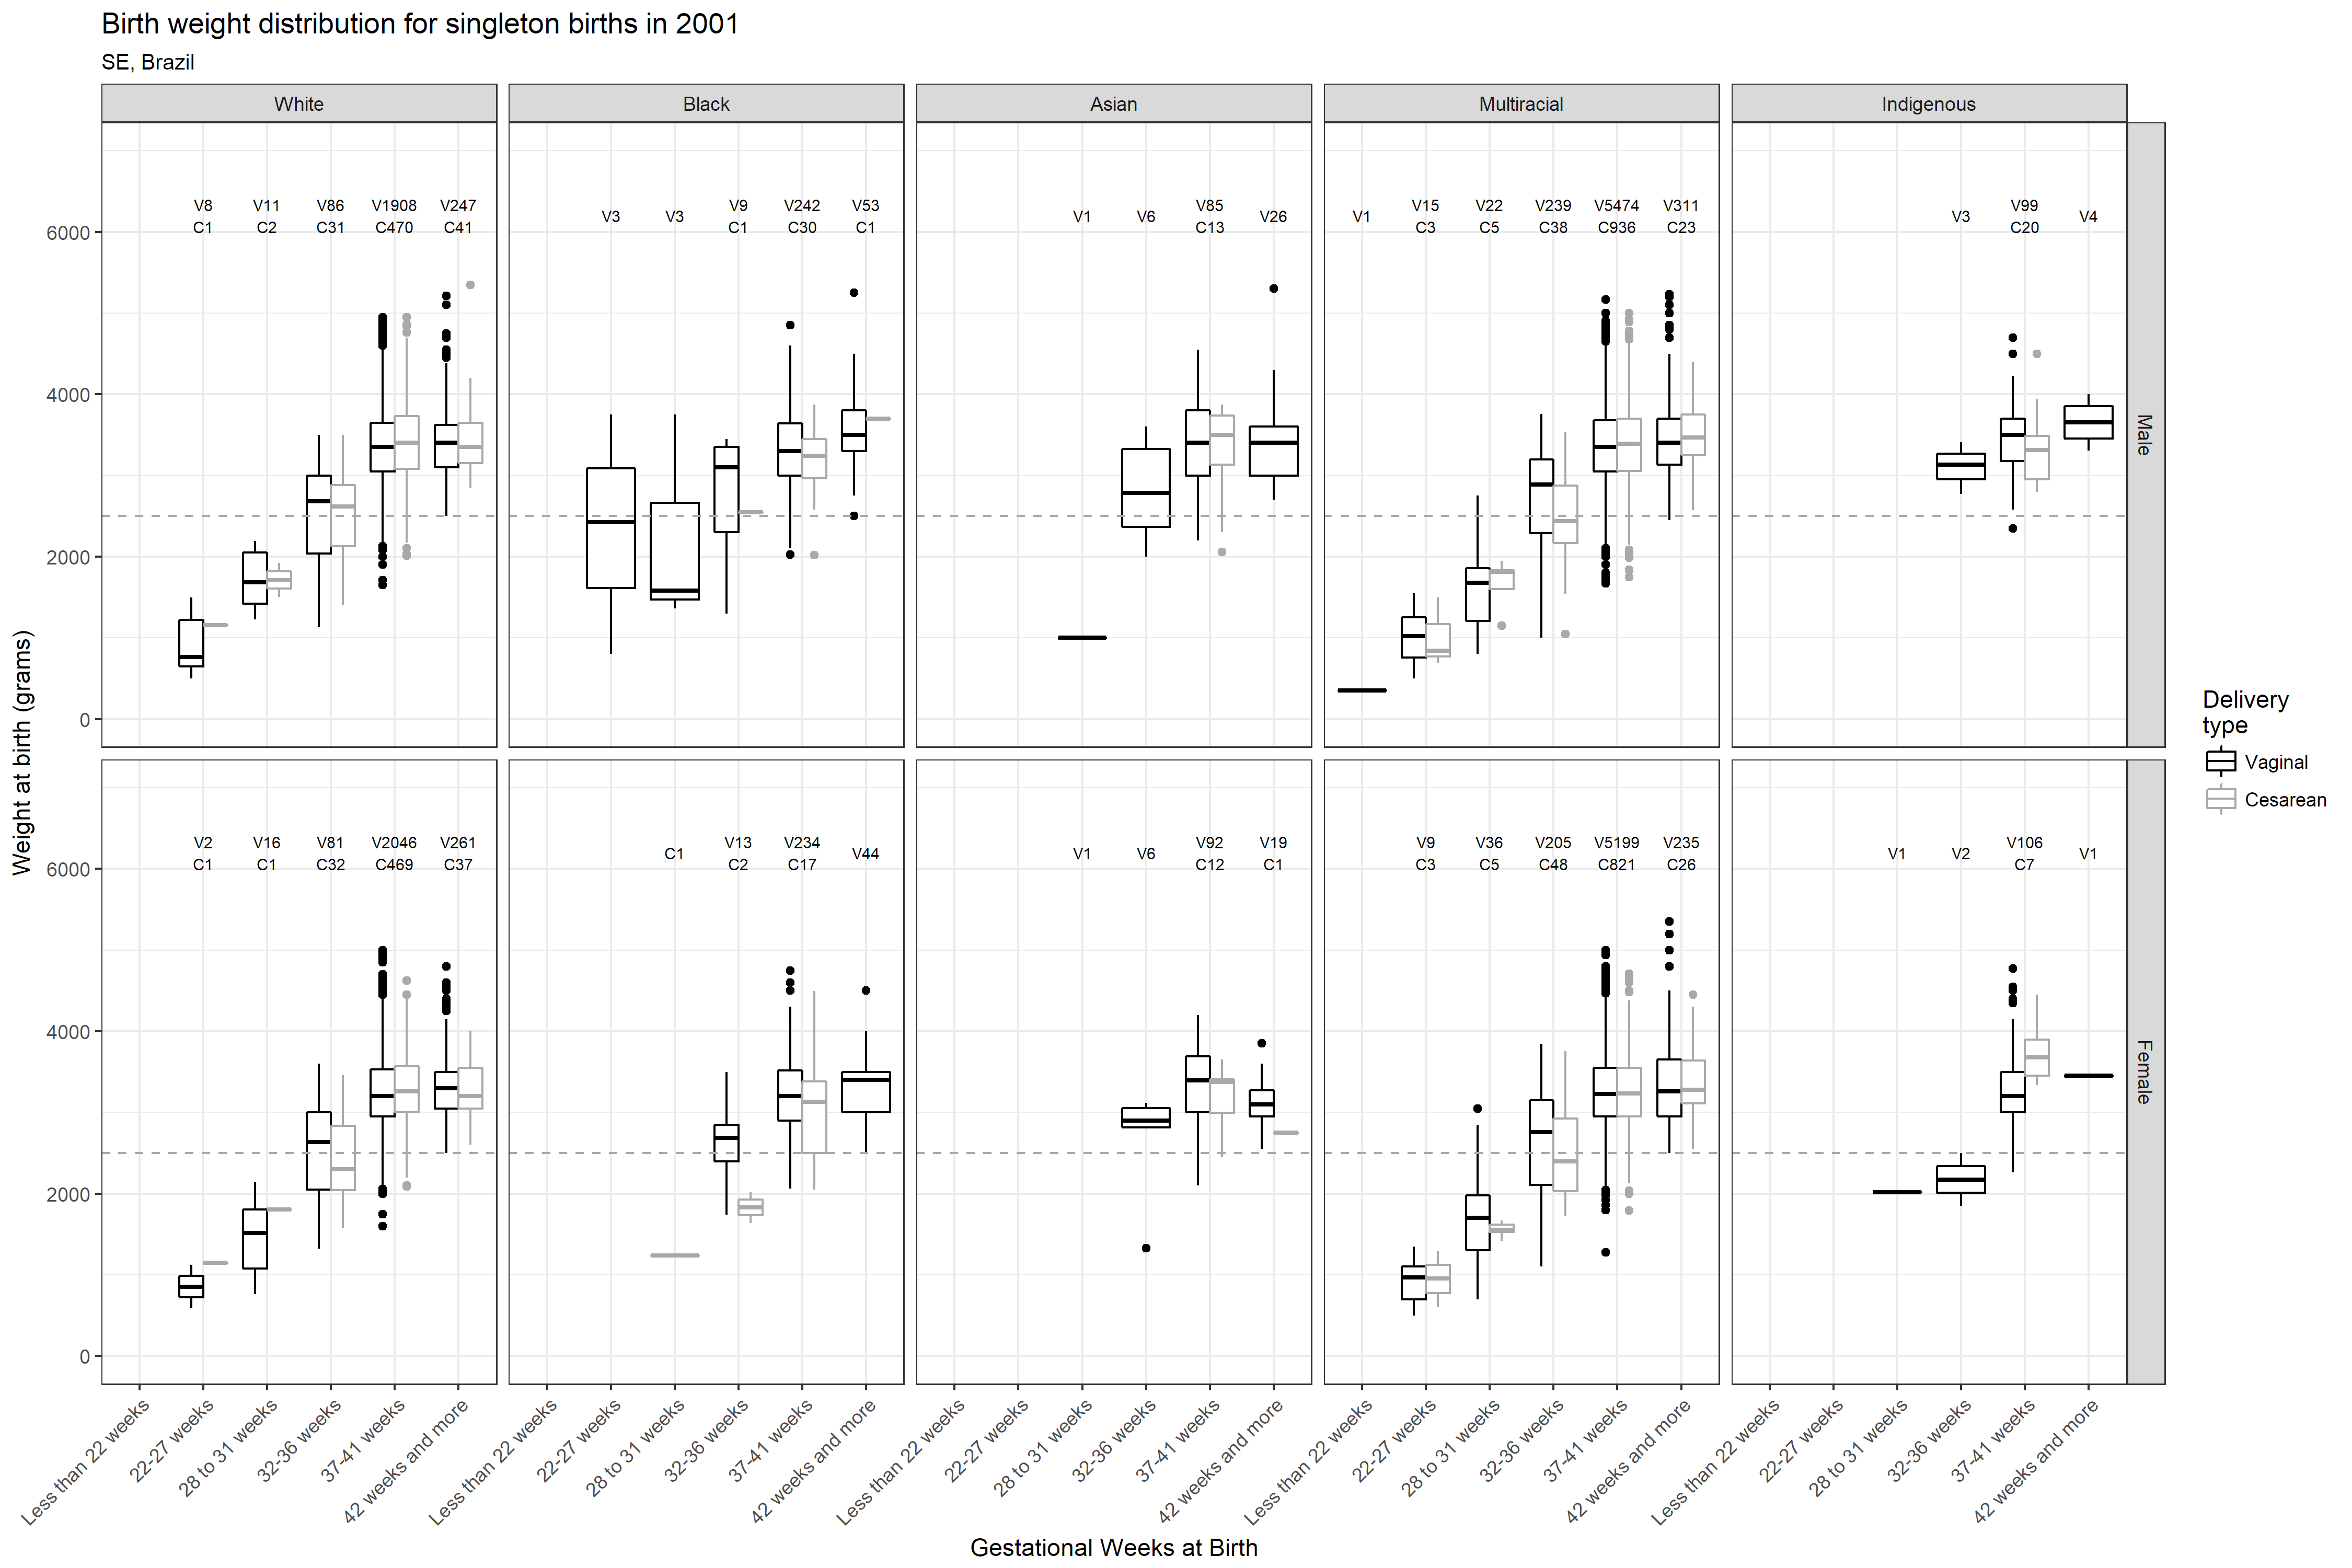 Birth weight distribution for singleton births in 2001
SE, Brazil
White Black Asian Multiracial Indigenous
V8 V11 V86 V1908 V247
C1 C2 C31 C470 C41
V3 V3 V9 V242 V53
C1 C30 C1
V1 V6 V85 V26
C13
V1 V15 V22 V239 V5474 V311
C3 C5 C38 C936 C23
V3 V99 V4
C20
6000
4000
2000
0
Male
V2 V16 V81 V2046 V261
C1 C1 C32 C469 C37
C1 V13 V234 V44
C2 C17
V1 V6 V92 V19
C12 C1
V9 V36 V205 V5199 V235
C3 C5 C48 C821 C26
V1 V2 V106 V1
C7
6000
4000
2000
0
Female
Weight at birth (grams)
Less than 22 weeks
22-27 weeks
28 to 31 weeks
32-36 weeks
37-41 weeks
42 weeks and more
Less than 22 weeks
22-27 weeks
28 to 31 weeks
32-36 weeks
37-41 weeks
42 weeks and more
Less than 22 weeks
22-27 weeks
28 to 31 weeks
32-36 weeks
37-41 weeks
42 weeks and more
Less than 22 weeks
22-27 weeks
28 to 31 weeks
32-36 weeks
37-41 weeks
42 weeks and more
Less than 22 weeks
22-27 weeks
28 to 31 weeks
32-36 weeks
37-41 weeks
42 weeks and more
Gestational Weeks at Birth
Delivery
type
Vaginal
Cesarean